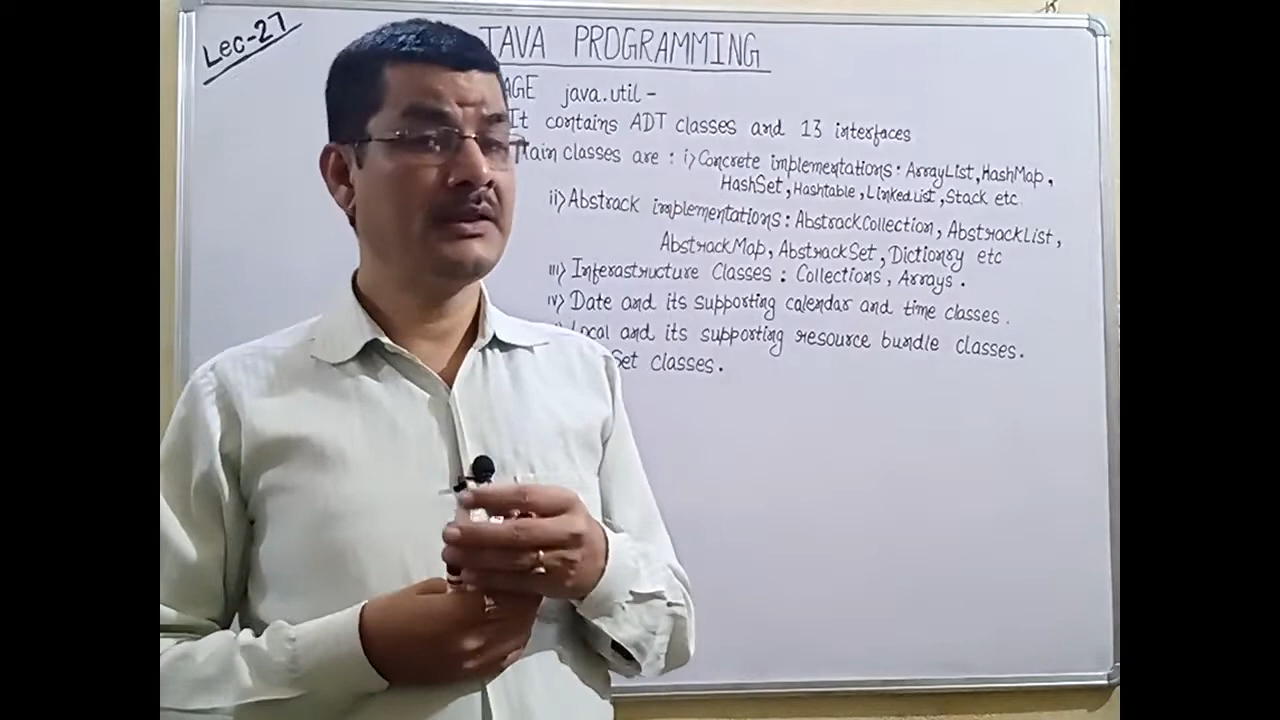 Lec-27
JAVA PROGRAMMING
AGE java.util -
It contains ADT classes and 13 interfaces
Main classes are : i) Concrete implementations : ArrayList, HashMap,
HashSet, Hashtable, LinkedList, Stack etc
ii) Abstrack implementations : AbstrackCollection, AbstrackList,
AbstrackMap, AbstrackSet, Dictionry etc
iii) Inferastructure Classes : Collections, Arrays.
iv) Date and its supporting calendar and time classes.
Local and its supporting resource bundle classes.
Set classes.